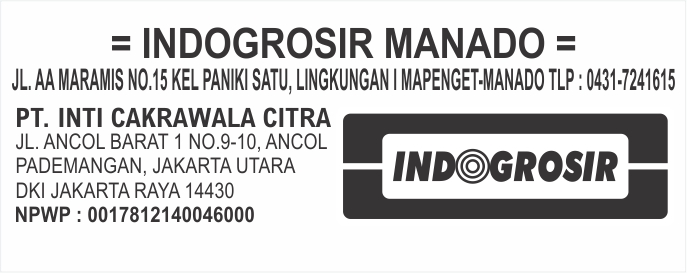 = INDOGROSIR MANADO =
JL. AA MARAMIS NO.15 KEL PANIKI SATU, LINGKUNGAN I MAPENGET-MANADO TLP : 0431-7241615
PT. INTI CAKRAWALA CITRA
JL. ANCOL BARAT 1 NO.9-10, ANCOL
PADEMANGAN, JAKARTA UTARA
DKI JAKARTA RAYA 14430
NPWP : 0017812140046000
INDOGROSIR